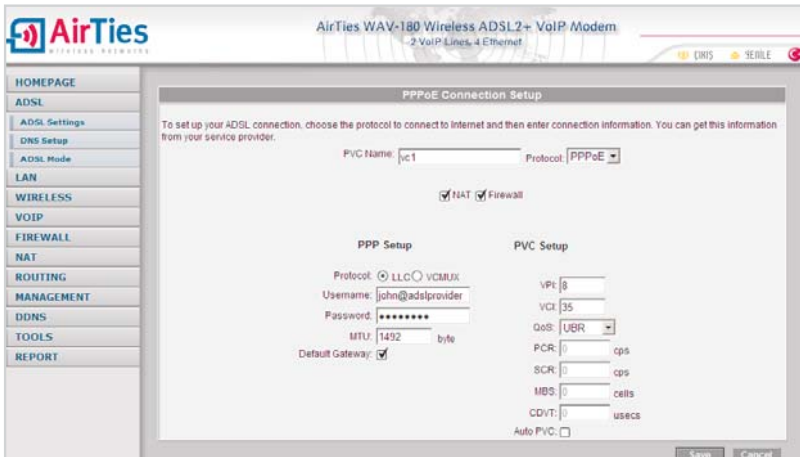 AirTies
wireless networks
AirTies WAV-180 Wireless ADSL2+ VoIP Modem
2 VoIP Lines, 4 Ethernet
ÇIKIŞ
YENİLE
HOMEPAGE
ADSL
ADSL Settings
DNS Setup
ADSL Mode
LAN
WIRELESS
VOIP
FIREWALL
NAT
ROUTING
MANAGEMENT
DDNS
TOOLS
REPORT
PPPoE Connection Setup
To set up your ADSL connection, choose the protocol to connect to Internet and then enter connection information. You can get this information
from your service provider.
PVC Name: vc1 Protocol: PPPoE
NAT Firewall
PPP Setup
Protocol: LLC VCMUX
Username: john@adslprovider
Password: ••••••••
MTU: 1492 byte
Default Gateway:
PVC Setup
VPI: 8
VCI: 35
QoS: UBR
PCR: 0 cps
SCR: 0 cps
MBS: 0 cells
CDVT: 0 usecs
Auto PVC:
Save Cancel